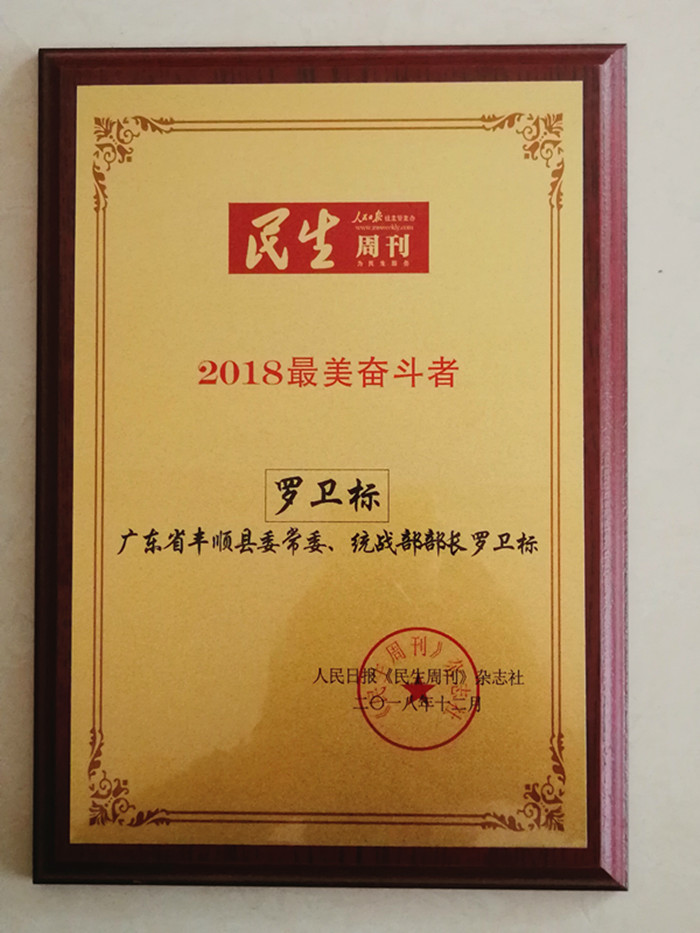 民生
人民日报社主管主办
www.msweekly.com
周刊
为民生服务
2018最美奋斗者
罗卫标
广东省丰顺县委常委、统战部部长罗卫标
人民日报《民生周刊》杂志社
二〇一八年十二月
《民生周刊》杂志社